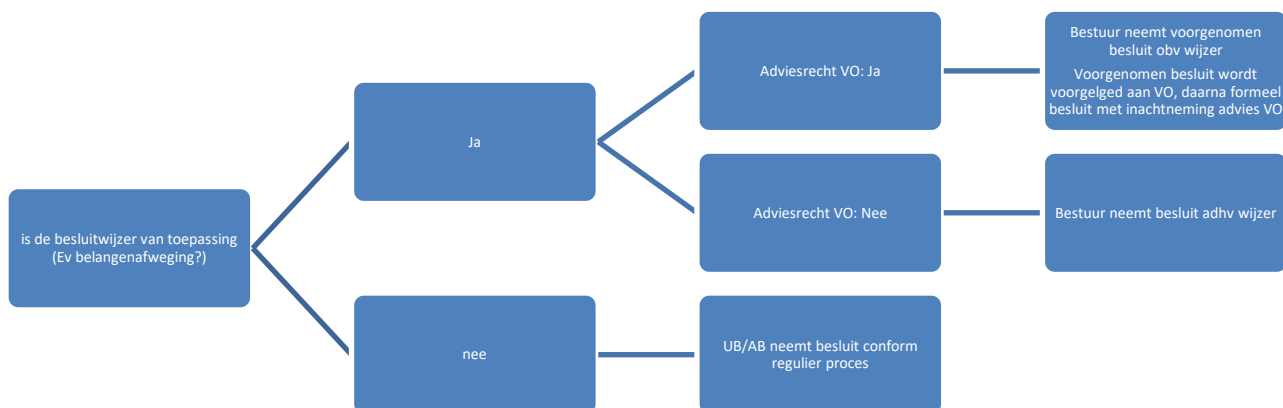 is de besluitwijzer van toepassing
(Ev belangenafweging?)
Ja
Adviesrecht VO: Ja
Bestuur neemt voorgenomen
besluit obv wijzer
Voorgenomen besluit wordt
voorgelged aan VO, daarna formeel
besluit met inachtneming advies VO
Adviesrecht VO: Nee
Bestuur neemt besluit adhv wijzer
nee
UB/AB neemt besluit conform
regulier proces